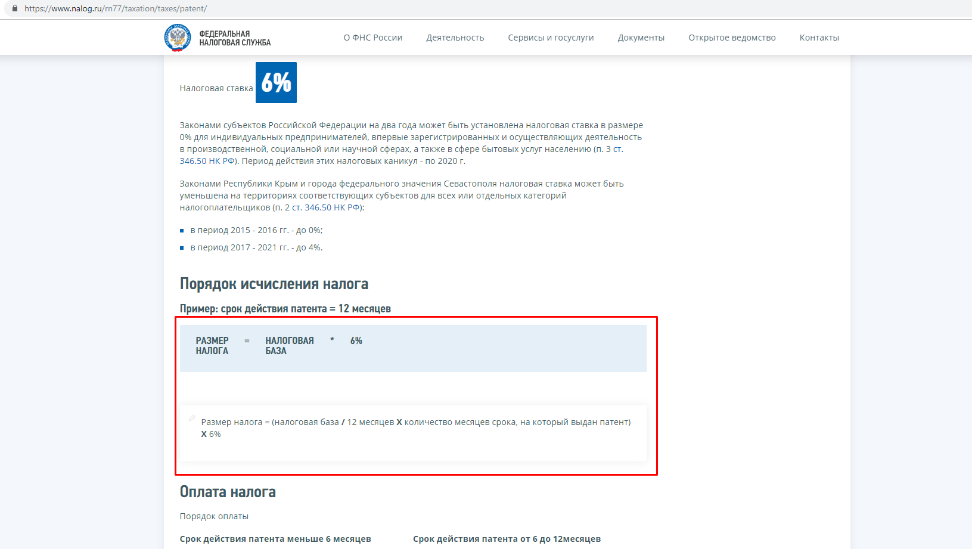 https://www.nalog.ru/rn77/taxation/taxes/patent/
ФЕДЕРАЛЬНАЯ
НАЛОГОВАЯ СЛУЖБА
О ФНС России
Деятельность
Сервисы и госуслуги
Документы
Открытое ведомство
Контакты
Налоговая ставка 6%
Законами субъектов Российской Федерации на два года может быть установлена налоговая ставка в размере
0% для индивидуальных предпринимателей, впервые зарегистрированных и осуществляющих деятельность
в производственной, социальной или научной сферах, а также в сфере бытовых услуг населению (п. 3 ст.
346.50 НК РФ). Период действия этих налоговых каникул - по 2020 г.
Законами Республики Крым и города федерального значения Севастополя налоговая ставка может быть
уменьшена на территориях соответствующих субъектов для всех или отдельных категорий
налогоплательщиков (п. 2 ст. 346.50 НК РФ):
в период 2015 - 2016 гг. - до 0%;
в период 2017 - 2021 гг. - до 4%.
Порядок исчисления налога
Пример: срок действия патента = 12 месяцев
РАЗМЕР = НАЛОГОВАЯ * 6%
НАЛОГА БАЗА
Размер налога = (налоговая база / 12 месяцев X количество месяцев срока, на который выдан патент)
X 6%
Оплата налога
Порядок оплаты
Срок действия патента меньше 6 месяцев
Срок действия патента от 6 до 12месяцев